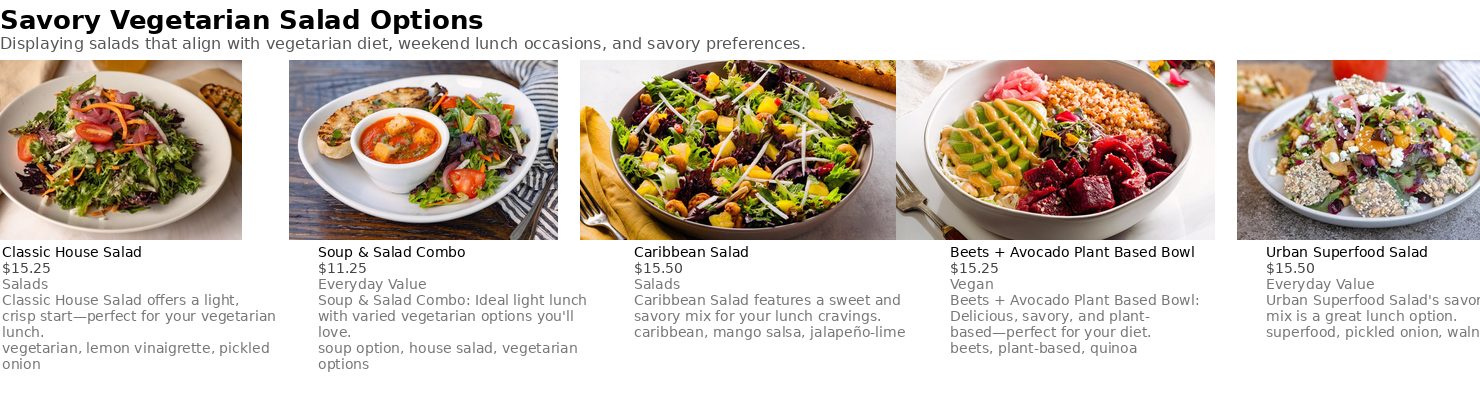 Savory Vegetarian Salad Options
Displaying salads that align with vegetarian diet, weekend lunch occasions, and savory preferences.
Classic House Salad
$15.25
Salads
Classic House Salad offers a light,
crisp start—perfect for your vegetarian
lunch.
vegetarian, lemon vinaigrette, pickled
onion
Soup & Salad Combo
$11.25
Everyday Value
Soup & Salad Combo: Ideal light lunch
with varied vegetarian options you'll
love.
soup option, house salad, vegetarian
options
Caribbean Salad
$15.50
Salads
Caribbean Salad features a sweet and
savory mix for your lunch cravings.
caribbean, mango salsa, jalapeño-lime
Beets + Avocado Plant Based Bowl
$15.25
Vegan
Beets + Avocado Plant Based Bowl:
Delicious, savory, and plant-
based—perfect for your diet.
beets, plant-based, quinoa
Urban Superfood Salad
$15.50
Everyday Value
Urban Superfood Salad's
mix is a great lunch option.
superfood, pickled onion,